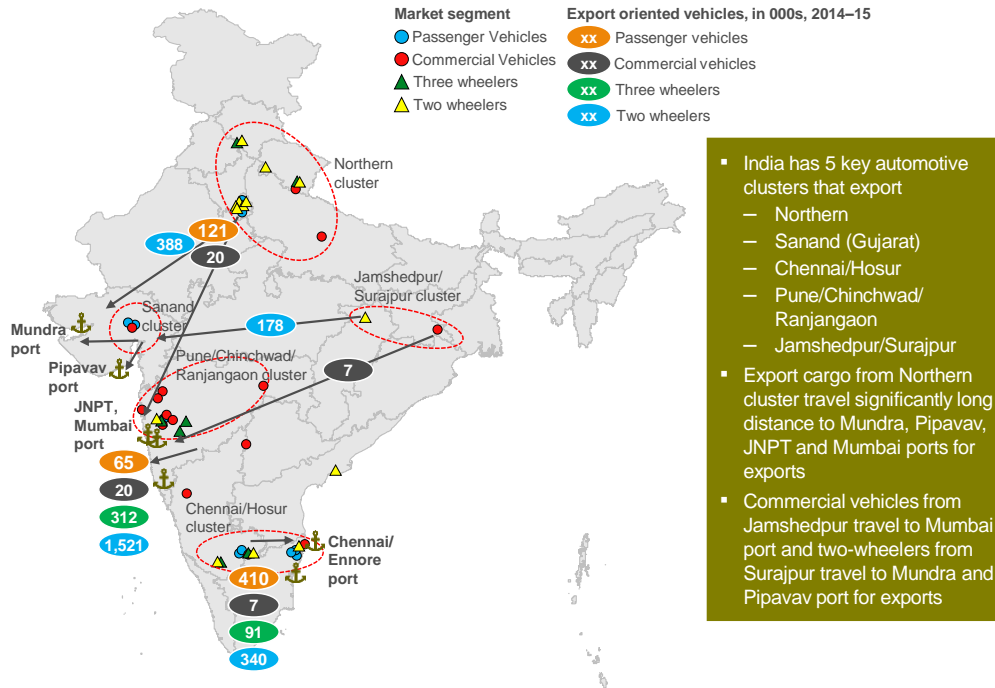 Market segment
Passenger Vehicles
Commercial Vehicles
Three wheelers
Two wheelers
Export oriented vehicles, in 000s, 2014–15
xx Passenger vehicles
xx Commercial vehicles
xx Three wheelers
xx Two wheelers
Northern
cluster
388
121
20
Jamshedpur/
Surajpur cluster
Sanand
cluster
178
Mundra
port
Pipavav
port
Pune/Chinchwad/
Ranjangaon cluster
7
JNPT,
Mumbai
port
65
20
312
1,521
Chennai/Hosur
cluster
Chennai/
Ennore
port
410
7
91
340
▪ India has 5 key automotive
clusters that export
– Northern
– Sanand (Gujarat)
– Chennai/Hosur
– Pune/Chinchwad/
Ranjangaon
– Jamshedpur/Surajpur
▪ Export cargo from Northern
cluster travel significantly long
distance to Mundra, Pipavav,
JNPT and Mumbai ports for
exports
▪ Commercial vehicles from
Jamshedpur travel to Mumbai
port and two-wheelers from
Surajpur travel to Mundra and
Pipavav port for exports